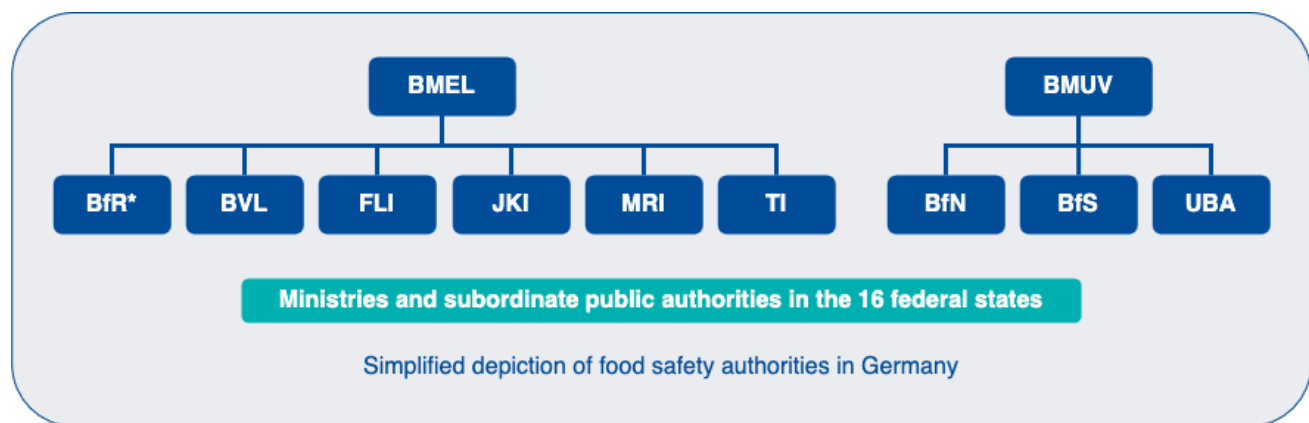 BMEL
BMUV
BfR*
BVL
FLI
JKI
MRI
TI
BfN
BfS
UBA
Ministries and subordinate public authorities in the 16 federal states
Simplified depiction of food safety authorities in Germany